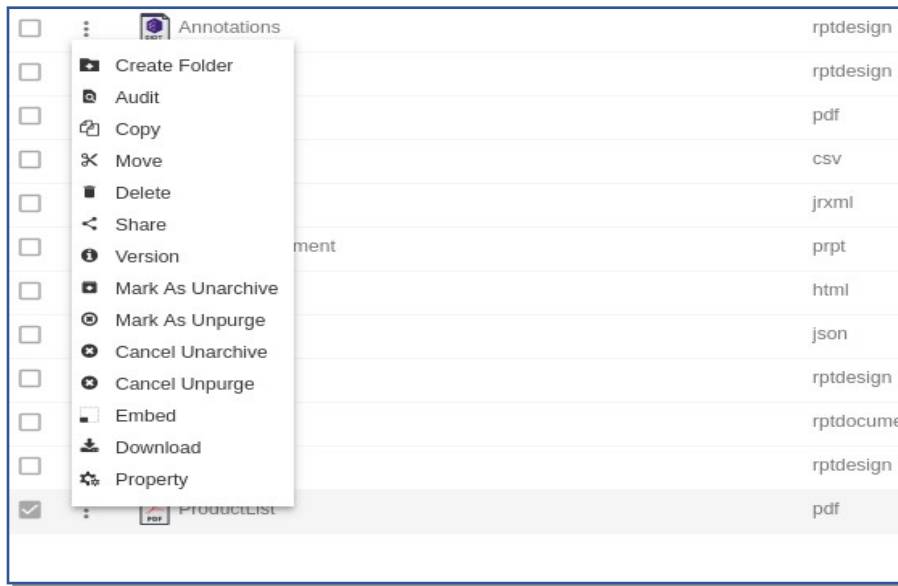 Annotations rptdesign
Create Folder
rptdesign
Audit
Copy pdf
Move csv
Delete
Share jrxml
Version ment prpt
Mark As Unarchive html
Mark As Unpurge
json
Cancel Unarchive
Cancel Unpurge rptdesign
Embed rptdocume
Download
rptdesign
Property
PDF ProductList pdf